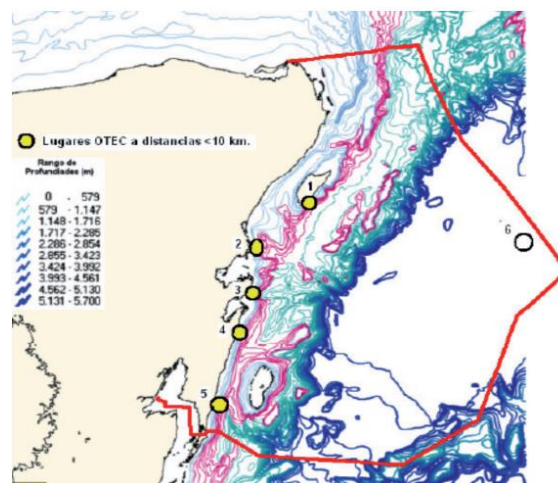 Lugares OTEC a distancias <10 km.
Rango de
Profundiades (m)
0 - 579
579 - 1.147
1.148 - 1.716
1.717 - 2.285
2.286 - 2.854
2.855 - 3.423
3.424 - 3.992
3.993 - 4.561
4.562 - 5.130
5.131 - 5.700
1
2
3
4
5
6